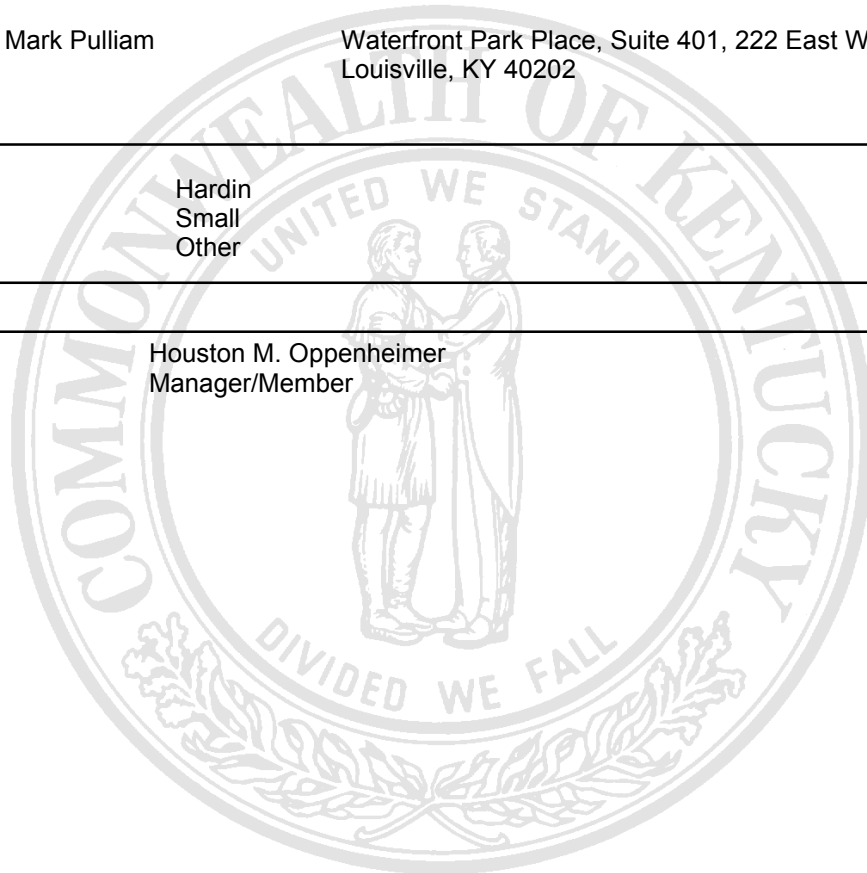 Mark Pulliam Waterfront Park Place, Suite 401, 222 East W
Louisville, KY 40202
Hardin
Small
Other
Houston M. Oppenheimer
Manager/Member
COMMONWEALTH OF KENTUCKY
UNITED WE STAND
DIVIDED WE FALL